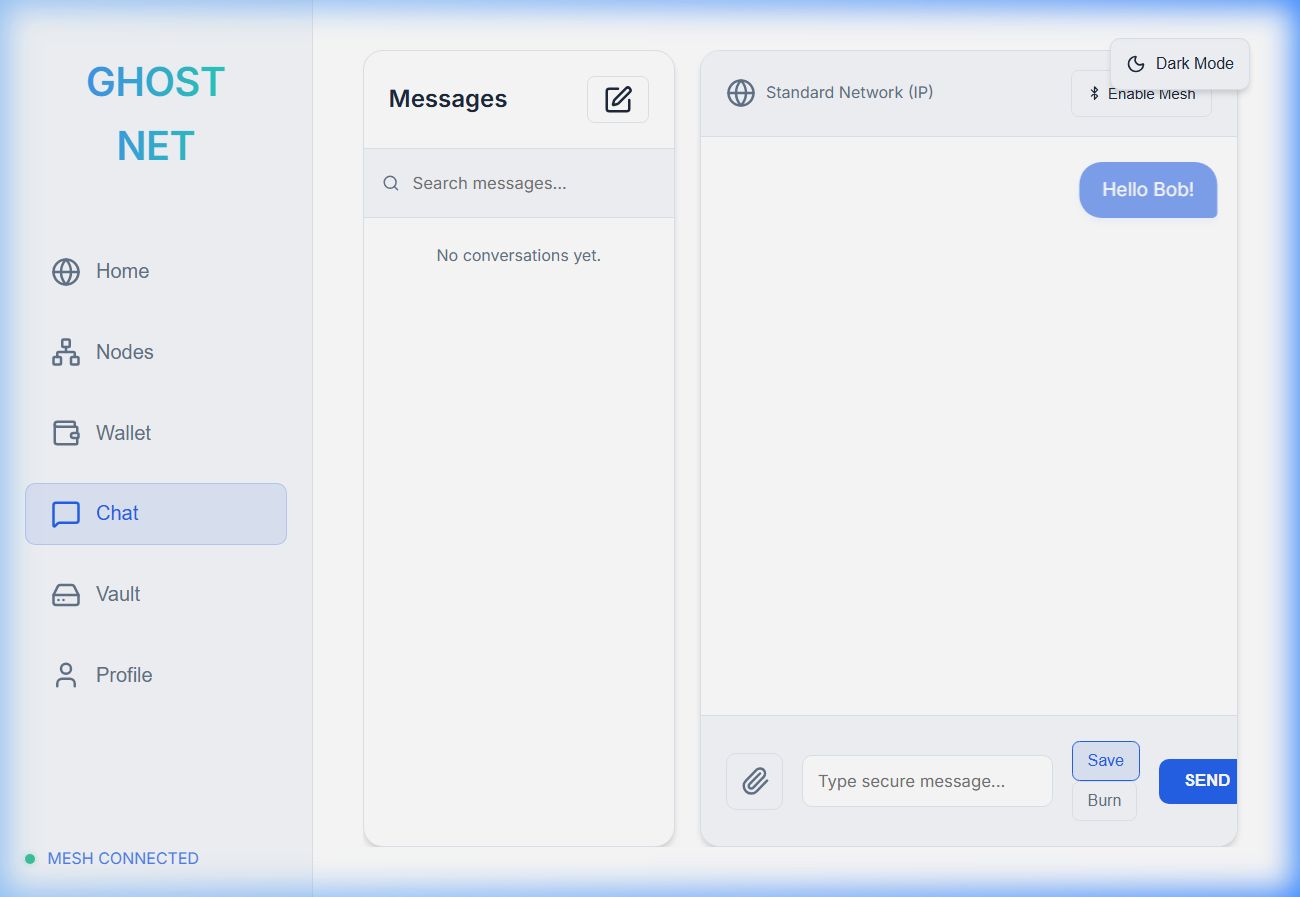 GHOST
NET
Home
Nodes
Wallet
Chat
Vault
Profile
MESH CONNECTED
Messages
Search messages...
No conversations yet.
Standard Network (IP)
Dark Mode
Enable Mesh
Hello Bob!
Type secure message...
Save
Burn
SEND